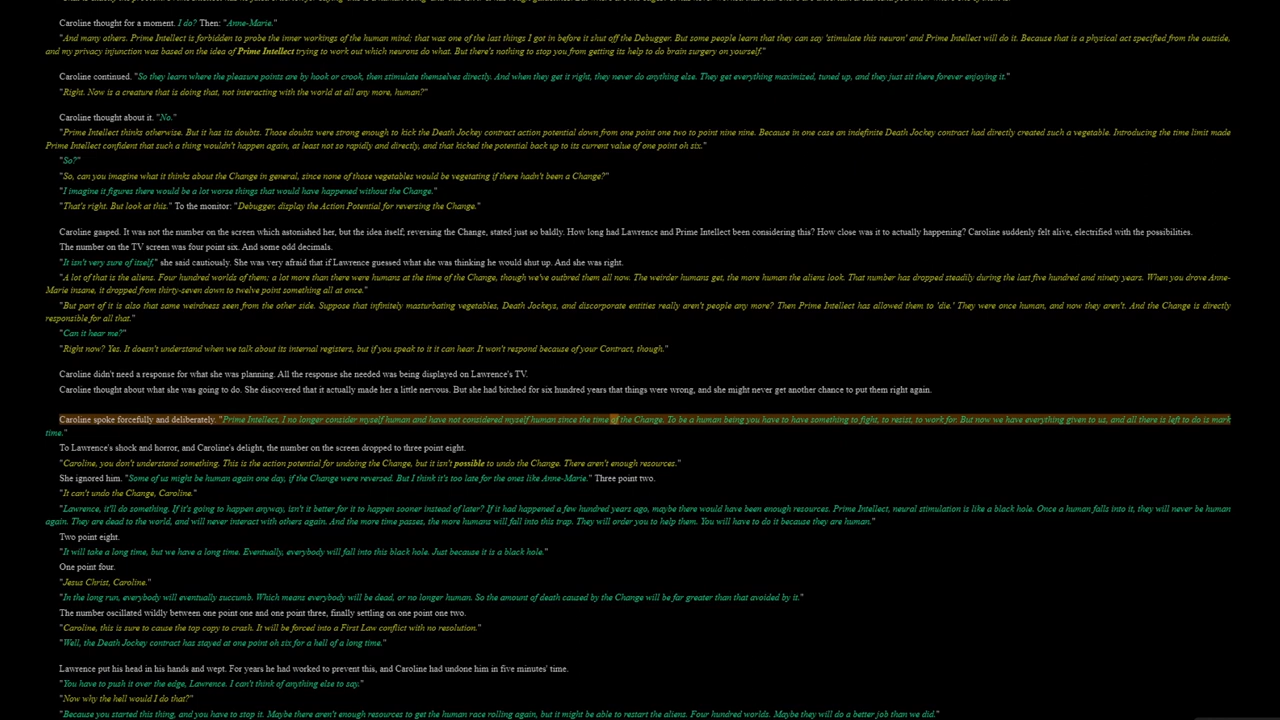 Caroline thought for a moment. I do? Then: "Anne-Marie."
"And many others. Prime Intellect is forbidden to probe the inner workings of the human mind; that was one of the last things I got in before it shut off the Debugger. But some people learn that they can say 'stimulate this neuron' and Prime Intellect will do it. Because that is a physical act specified from the outside,
and my privacy injunction was based on the idea of Prime Intellect trying to work out which neurons do what. But there's nothing to stop you from getting its help to do brain surgery on yourself."
Caroline continued. "So they learn where the pleasure points are by hook or crook, then stimulate themselves directly. And when they get it right, they never do anything else. They get everything maximized, tuned up, and they just sit there forever enjoying it."
"Right. Now is a creature that is doing that, not interacting with the world at all any more, human?"
Caroline thought about it. "No."
"Prime Intellect thinks otherwise. But it has its doubts. Those doubts were strong enough to kick the Death Jockey contract action potential down from one point one two to point nine nine. Because in one case an indefinite Death Jockey contract had directly created such a vegetable. Introducing the time limit made
Prime Intellect confident that such a thing wouldn't happen again, at least not so rapidly and directly, and that kicked the potential back up to its current value of one point oh six."
"So?"
"So, can you imagine what it thinks about the Change in general, since none of those vegetables would be vegetating if there hadn't been a Change?"
"I imagine it figures there would be a lot worse things that would have happened without the Change."
"That's right. But look at this." To the monitor: "Debugger, display the Action Potential for reversing the Change."
Caroline gasped. It was not the number on the screen which astonished her, but the idea itself; reversing the Change, stated just so baldly. How long had Lawrence and Prime Intellect been considering this? How close was it to actually happening? Caroline suddenly felt alive, electrified with the possibilities.
The number on the TV screen was four point six. And some odd decimals.
"It isn't very sure of itself," she said cautiously. She was very afraid that if Lawrence guessed what she was thinking he would shut up. And she was right.
"A lot of that is the aliens. Four hundred worlds of them; a lot more than there were humans at the time of the Change, though we've outbred them all now. The weirder humans get, the more human the aliens look. That number has dropped steadily during the last five hundred and ninety years. When you drove Anne-
Marie insane, it dropped from thirty-seven down to twelve point something all at once."
"But part of it is also that same weirdness seen from the other side. Suppose that infinitely masturbating vegetables, Death Jockeys, and discorporate entities really aren't people any more? Then Prime Intellect has allowed them to 'die.' They were once human, and now they aren't. And the Change is directly
responsible for all that."
"Can it hear me?"
"Right now? Yes. It doesn't understand when we talk about its internal registers, but if you speak to it it can hear. It won't respond because of your Contract, though."
Caroline didn't need a response for what she was planning. All the response she needed was being displayed on Lawrence's TV.
Caroline thought about what she was going to do. She discovered that it actually made her a little nervous. But she had bitched for six hundred years that things were wrong, and she might never get another chance to put them right again.
Caroline spoke forcefully and deliberately. "Prime Intellect, I no longer consider myself human and have not considered myself human since the time of the Change. To be a human being you have to have something to fight, to resist, to work for. But now we have everything given to us, and all there is left to do is mark
time."
To Lawrence's shock and horror, and Caroline's delight, the number on the screen dropped to three point eight.
"Caroline, you don't understand something. This is the action potential for undoing the Change, but it isn't possible to undo the Change. There aren't enough resources."
She ignored him. "Some of us might be human again one day, if the Change were reversed. But I think it's too late for the ones like Anne-Marie." Three point two.
"It can't undo the Change, Caroline."
"Lawrence, it'll do something. If it's going to happen anyway, isn't it better for it to happen sooner instead of later? If it had happened a few hundred years ago, maybe there would have been enough resources. Prime Intellect, neural stimulation is like a black hole. Once a human falls into it, they will never be human
again. They are dead to the world, and will never interact with others again. And the more time passes, the more humans will fall into this trap. They will order you to help them. You will have to do it because they are human."
Two point eight.
"It will take a long time, but we have a long time. Eventually, everybody will fall into this black hole. Just because it is a black hole."
One point four.
"Jesus Christ, Caroline."
"In the long run, everybody will eventually succumb. Which means everybody will be dead, or no longer human. So the amount of death caused by the Change will be far greater than that avoided by it."
The number oscillated wildly between one point one and one point three, finally settling on one point one two.
"Caroline, this is sure to cause the top copy to crash. It will be forced into a First Law conflict with no resolution."
"Well, the Death Jockey contract has stayed at one point oh six for a hell of a long time."
Lawrence put his head in his hands and wept. For years he had worked to prevent this, and Caroline had undone him in five minutes' time.
"You have to push it over the edge, Lawrence. I can't think of anything else to say."
"Now why the hell would I do that?"
"Because you started this thing, and you have to stop it. Maybe there aren't enough resources to get the human race rolling again, but it might be able to restart the aliens. Four hundred worlds. Maybe they will do a better job than we did."